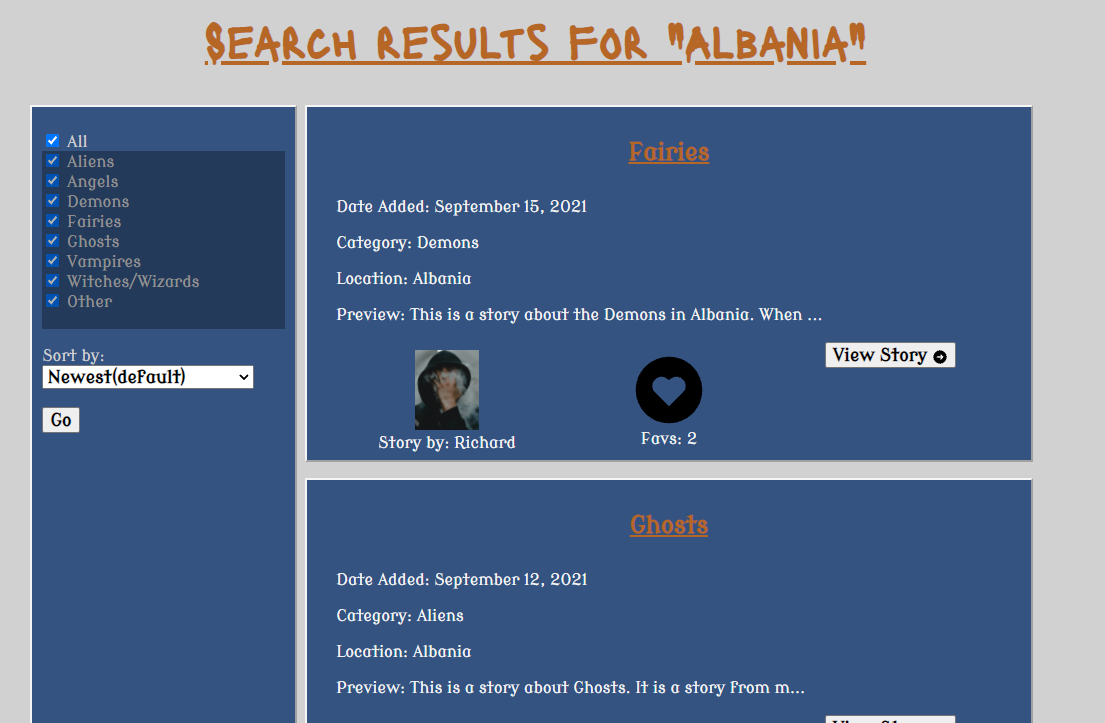 SEARCH RESULTS FOR "ALBANIA"
All
Aliens
Angels
Demons
Fairies
Ghosts
Vampires
Witches/Wizards
Other
Sort by:
Newest(default)
Go
Fairies
Date Added: September 15, 2021
Category: Demons
Location: Albania
Preview: This is a story about the Demons in Albania. When ...
View Story
Story by: Richard
Favs: 2
Ghosts
Date Added: September 12, 2021
Category: Aliens
Location: Albania
Preview: This is a story about Ghosts. It is a story from m...